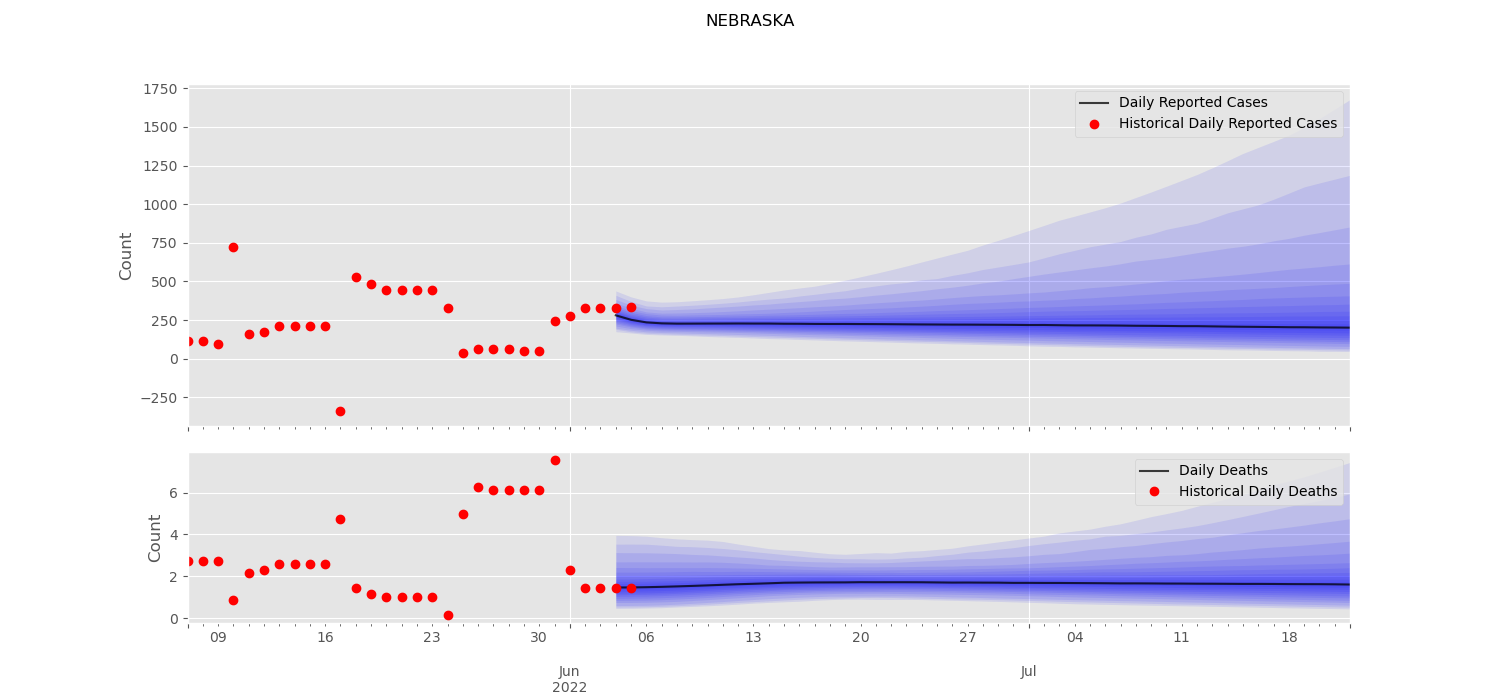 NEBRASKA
1750
1500
1250
1000
750
500
250
0
−250
Count
Daily Reported Cases
Historical Daily Reported Cases
6
4
2
0
Count
Daily Deaths
Historical Daily Deaths
09 16 23 30 06 13 20 27 04 11 18
Jun Jul
2022